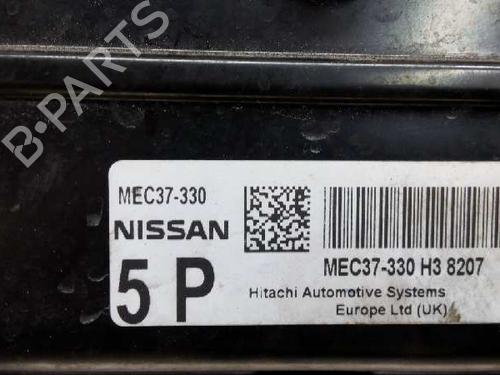 B-PARTS
MEC37-330
NISSAN
5 P
MEC37-330 H3 8207
Hitachi Automotive Systems
Europe Ltd (UK)